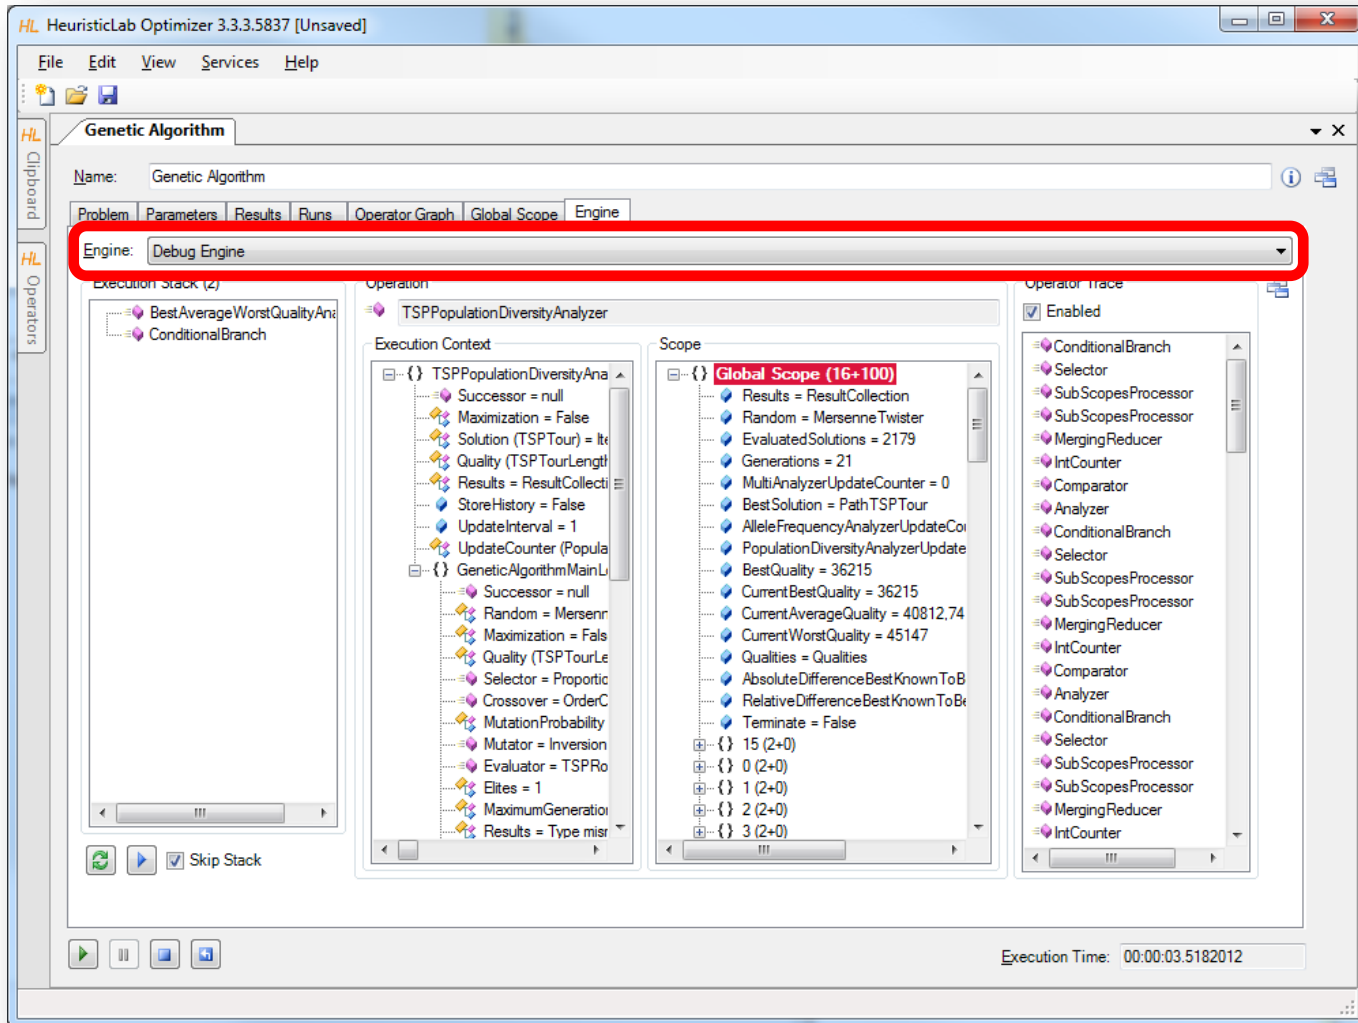 HL HeuristicLab Optimizer 3.3.3.5837 [Unsaved]
File Edit View Services Help
HL Clipboard
HL Operators
Genetic Algorithm
Name: Genetic Algorithm
Problem Parameters Results Runs Operator Graph Global Scope Engine
Engine: Debug Engine
Execution Stack (2)
BestAverageWorstQualityAna
ConditionalBranch
Skip Stack
Operation
TSPPopulationDiversityAnalyzer
Execution Context
{} TSPPopulationDiversityAna
Successor = null
Maximization = False
Solution (TSPTour) = Ite
Quality (TSPTourLength
Results = ResultCollecti
StoreHistory = False
UpdateInterval = 1
UpdateCounter (Popula
{} GeneticAlgorithmMainLo
Successor = null
Random = Mersenn
Maximization = Fals
Quality (TSPTourLe
Selector = Proportic
Crossover = OrderC
MutationProbability
Mutator = Inversion
Evaluator = TSPRo
Elites = 1
MaximumGeneration
Results = Type misr
Scope
{} Global Scope (16+100)
Results = ResultCollection
Random = MersenneTwister
EvaluatedSolutions = 2179
Generations = 21
MultiAnalyzerUpdateCounter = 0
BestSolution = PathTSPTour
AlleleFrequencyAnalyzerUpdateCou
PopulationDiversityAnalyzerUpdate
BestQuality = 36215
CurrentBestQuality = 36215
CurrentAverageQuality = 40812,74
CurrentWorstQuality = 45147
Qualities = Qualities
AbsoluteDifferenceBestKnownToB
RelativeDifferenceBestKnownToBe
Terminate = False
{} 15 (2+0)
{} 0 (2+0)
{} 1 (2+0)
{} 2 (2+0)
{} 3 (2+0)
Operator Trace
Enabled
ConditionalBranch
Selector
SubScopesProcessor
SubScopesProcessor
MergingReducer
IntCounter
Comparator
Analyzer
ConditionalBranch
Selector
SubScopesProcessor
SubScopesProcessor
MergingReducer
IntCounter
Comparator
Analyzer
ConditionalBranch
Selector
SubScopesProcessor
SubScopesProcessor
MergingReducer
IntCounter
Execution Time: 00:00:03.5182012